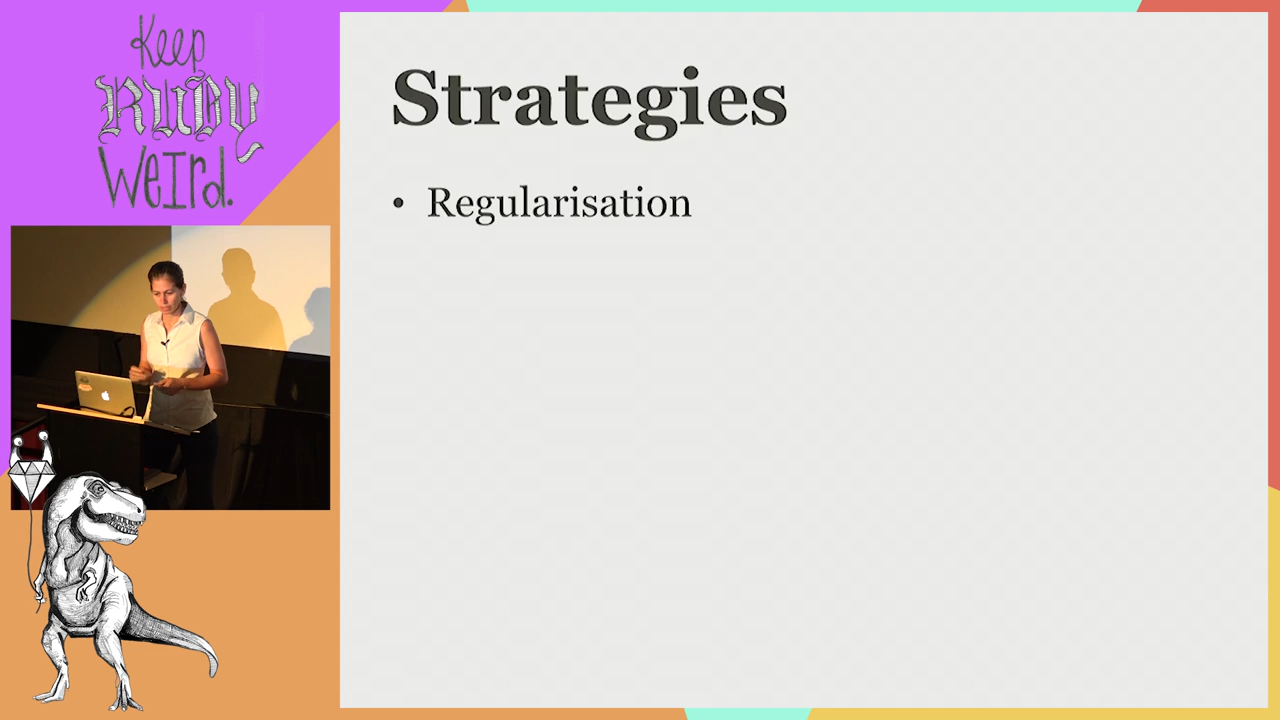 Keep
RUBY
Weird.
Strategies
• Regularisation